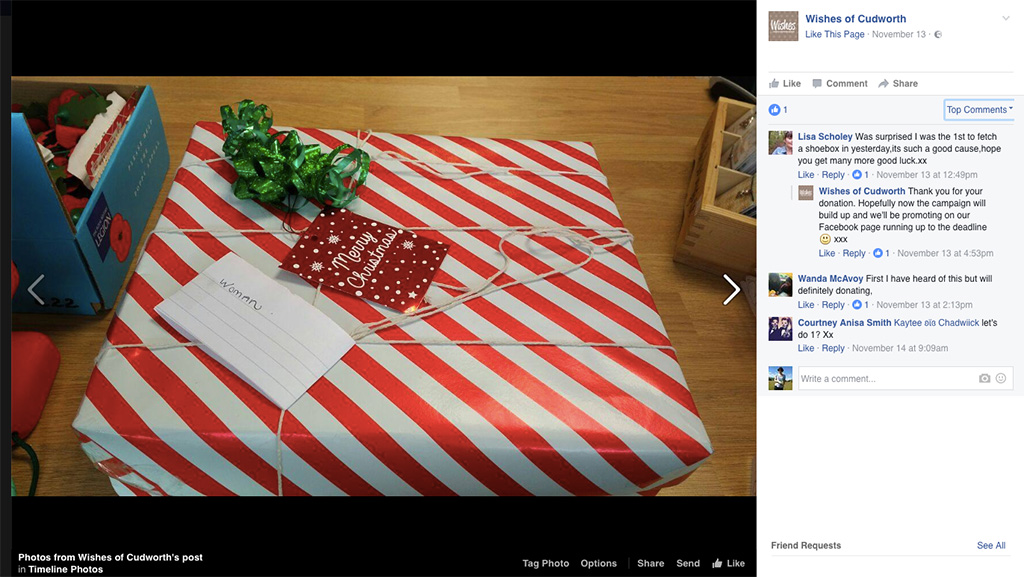 Wishes
Wishes of Cudworth
Like This Page · November 13 ·
Like Comment Share
1
Top Comments
Lisa Scholey Was surprised I was the 1st to fetch
a shoebox in yesterday,its such a good cause,hope
you get many more good luck.xx
Like · Reply · 1 · November 13 at 12:49pm
Wishes
Wishes of Cudworth Thank you for your
donation. Hopefully now the campaign will
build up and we'll be promoting on our
Facebook page running up to the deadline
🙂 xxx
Like · Reply · 1 · November 13 at 4:53pm
Wanda McAvoy First I have heard of this but will
definitely donating,
Like · Reply · 1 · November 13 at 2:13pm
Courtney Anisa Smith Kaytee Chadwiick let's
do 1? Xx
Like · Reply · November 14 at 9:09am
Write a comment...
Friend Requests See All
LEGION
22
Merry
Christmas
Woman
Photos from Wishes of Cudworth's post
in Timeline Photos
Tag Photo Options Share Send Like